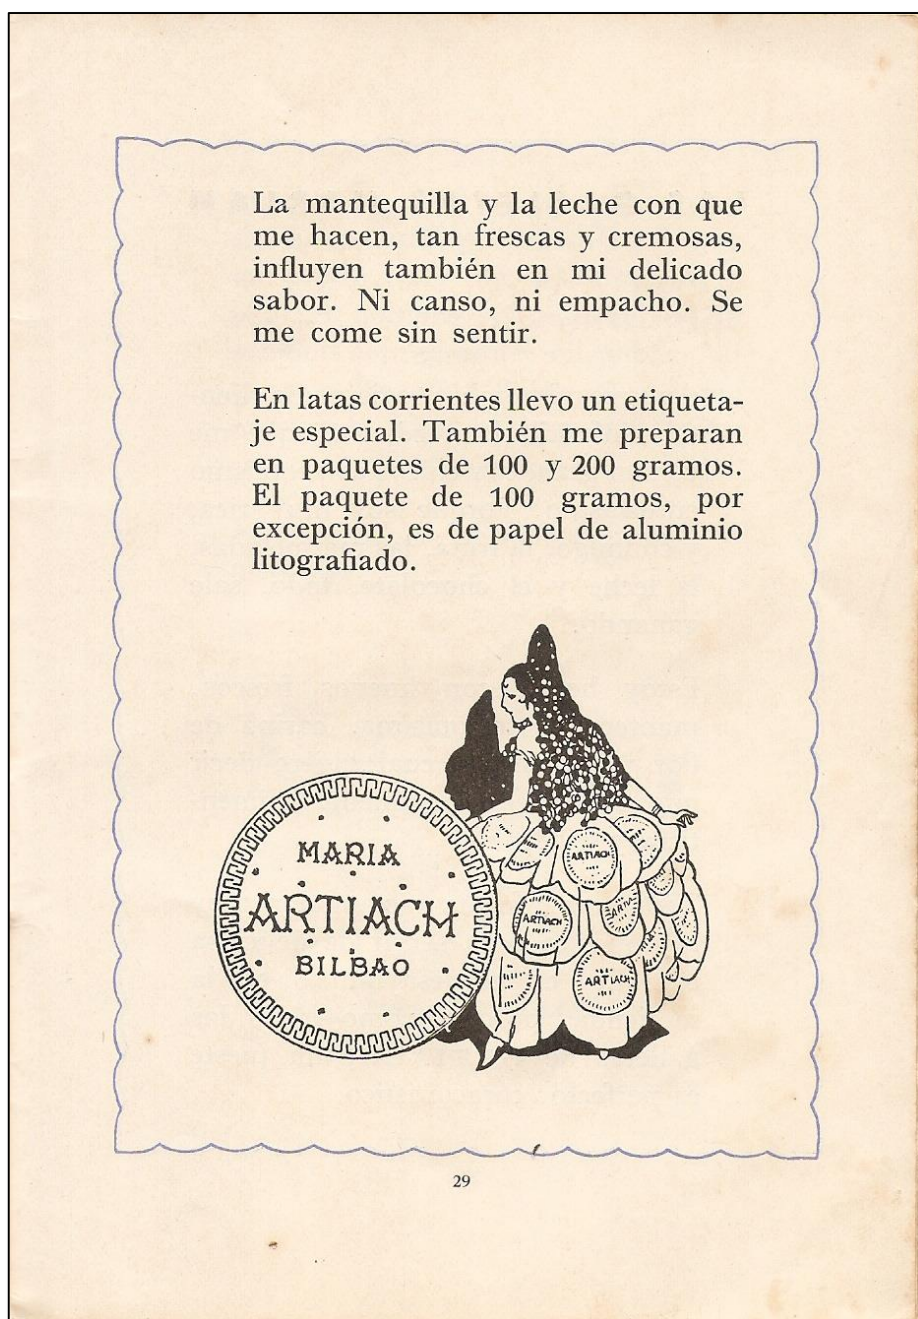 La mantequilla y la leche con que
me hacen, tan frescas y cremosas,
influyen también en mi delicado
sabor. Ni canso, ni empacho. Se
me come sin sentir.
En latas corrientes llevo un etiqueta-
je especial. También me preparan
en paquetes de 100 y 200 gramos.
El paquete de 100 gramos, por
excepción, es de papel de aluminio
litografiado.
MARIA
ARTIACH
BILBAO
ARTIACH
ARTIACH
ARTIACH
29